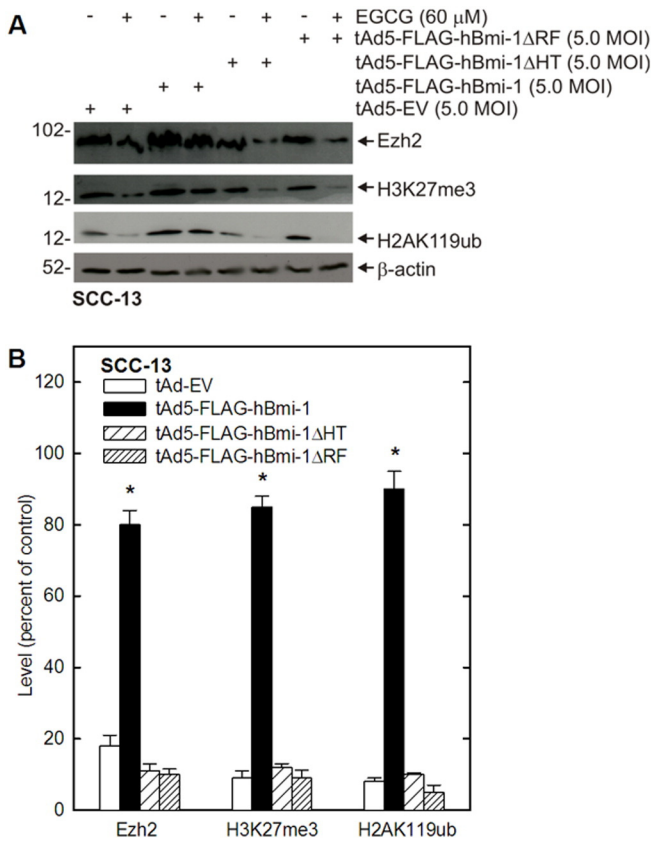 A
- + - + - + - + EGCG (60 µM)
+ + tAd5-FLAG-hBmi-1ΔRF (5.0 MOI)
+ + tAd5-FLAG-hBmi-1ΔHT (5.0 MOI)
+ + tAd5-FLAG-hBmi-1 (5.0 MOI)
+ + tAd5-EV (5.0 MOI)
102- Ezh2
12- H3K27me3
12- H2AK119ub
52- β-actin
SCC-13
B
SCC-13
tAd-EV
tAd5-FLAG-hBmi-1
tAd5-FLAG-hBmi-1ΔHT
tAd5-FLAG-hBmi-1ΔRF
Level (percent of control)
120
100
80
60
40
20
0
* * *
Ezh2 H3K27me3 H2AK119ub